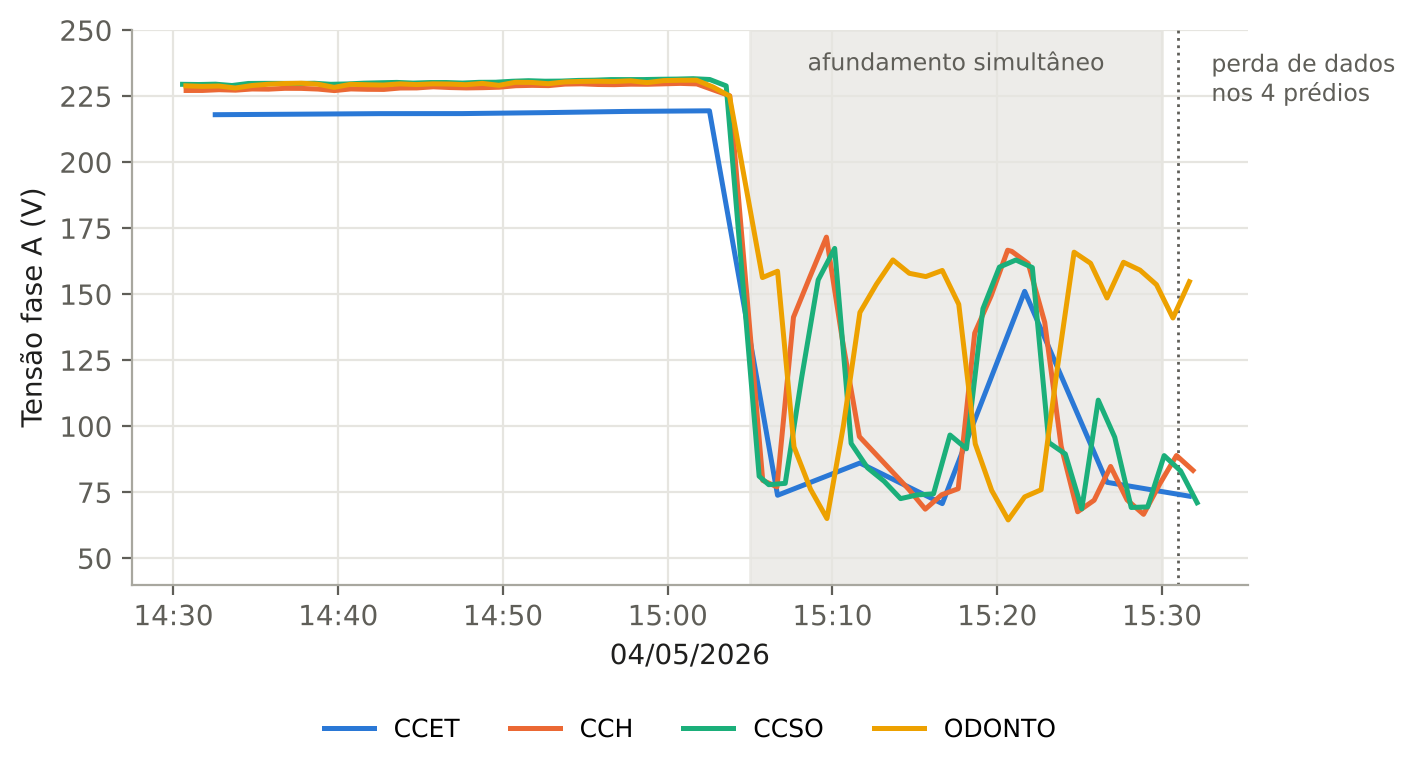 250
225
200
175
150
125
100
75
50
Tensão fase A (V)
afundamento simultâneo
perda de dados
nos 4 prédios
14:30
14:40
14:50
15:00
15:10
15:20
15:30
04/05/2026
CCET
CCH
CCSO
ODONTO